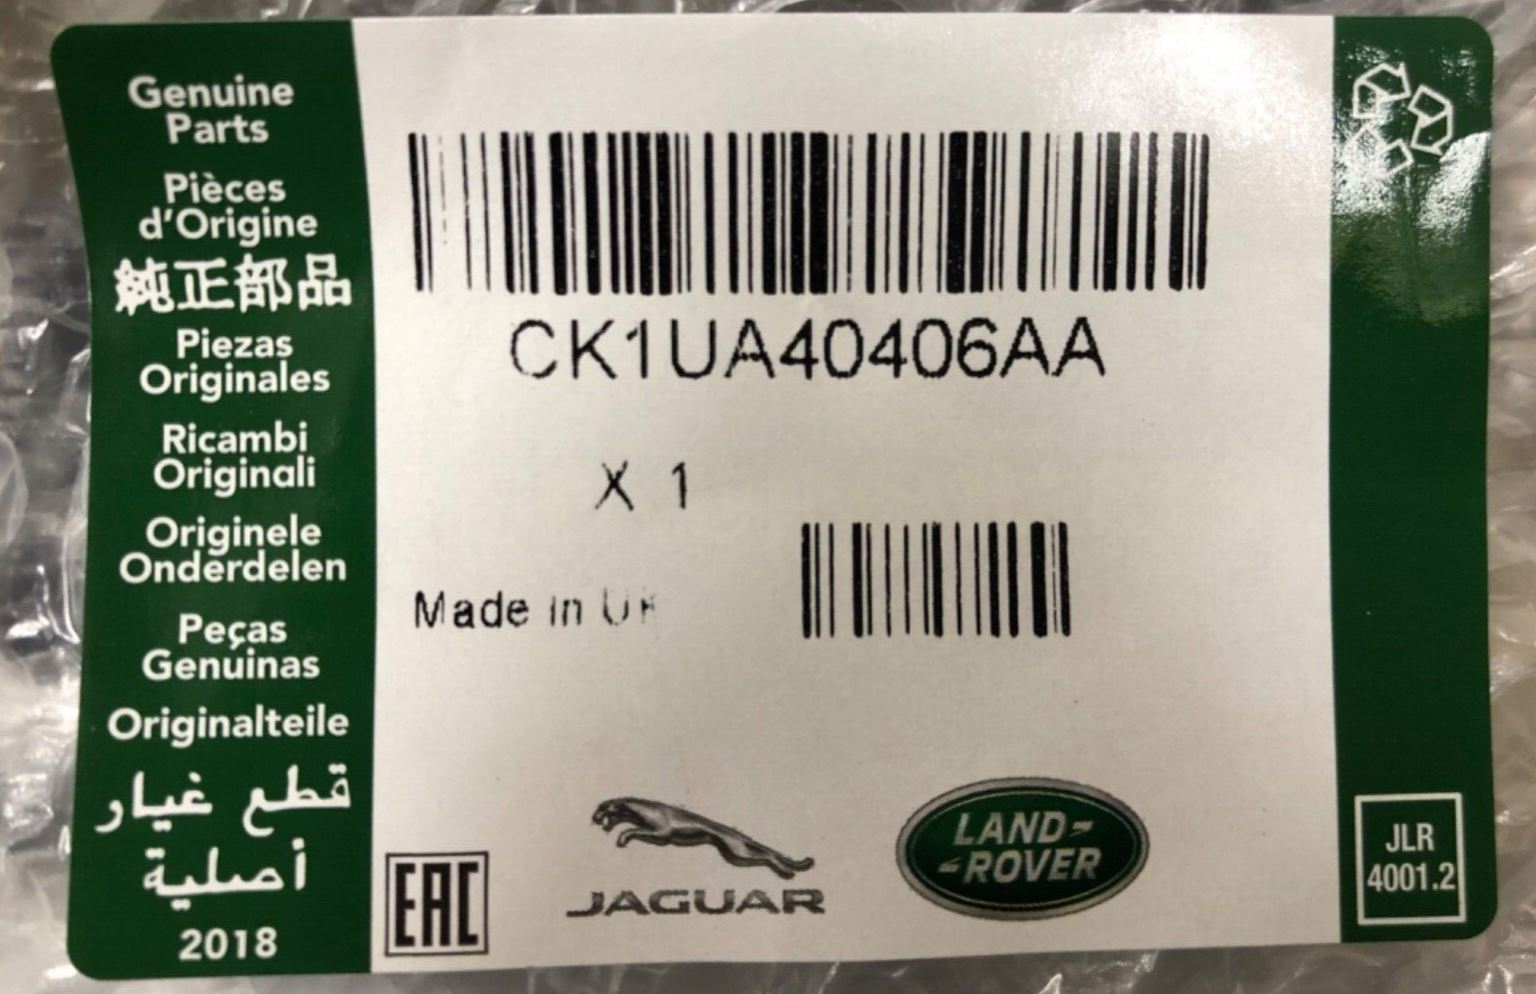 Genuine
Parts
Pièces
d'Origine
純正部品
Piezas
Originales
Ricambi
Originali
Originele
Onderdelen
Peças
Genuinas
Originalteile
قطع غيار
أصلية
2018
CK1UA40406AA
X 1
Made in UK
EAC
JAGUAR
LAND-
-ROVER
JLR
4001.2